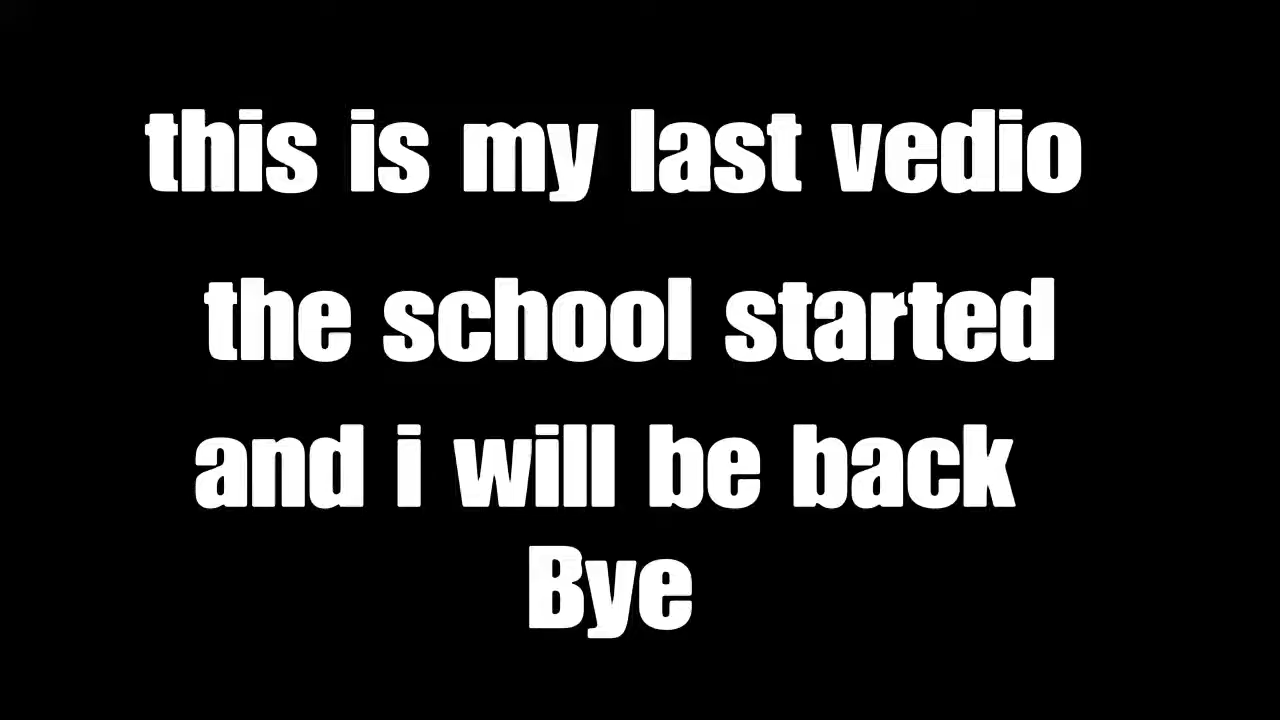 this is my last vedio
the school started
and i will be back
Bye